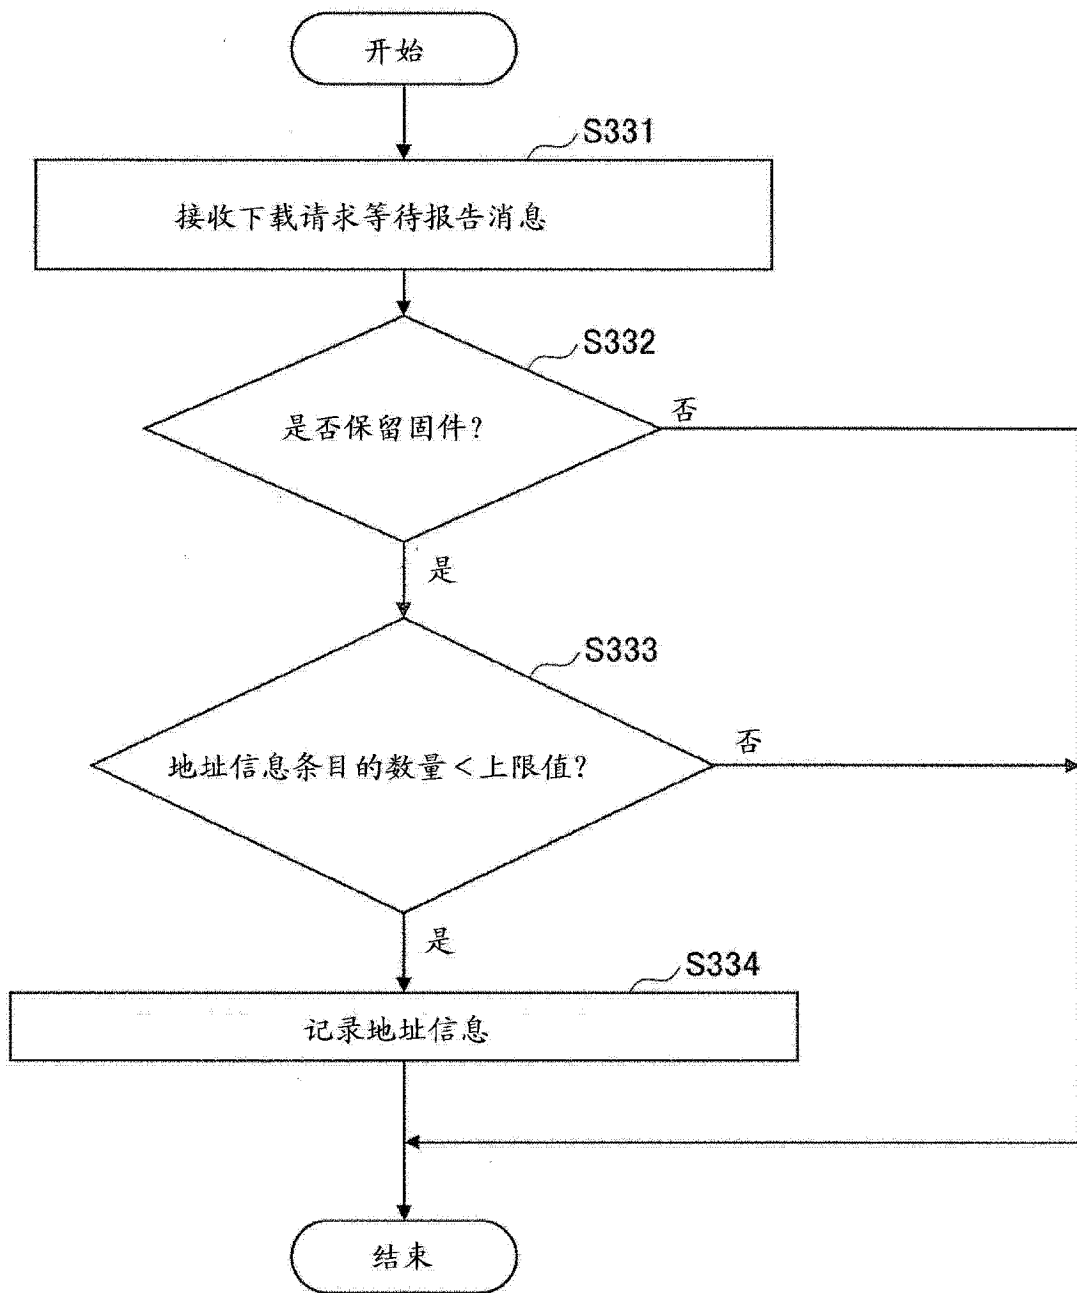 开始
S331
接收下载请求等待报告消息
S332
是否保留固件？
否
是
S333
地址信息条目的数量＜上限值？
否
是
S334
记录地址信息
结束